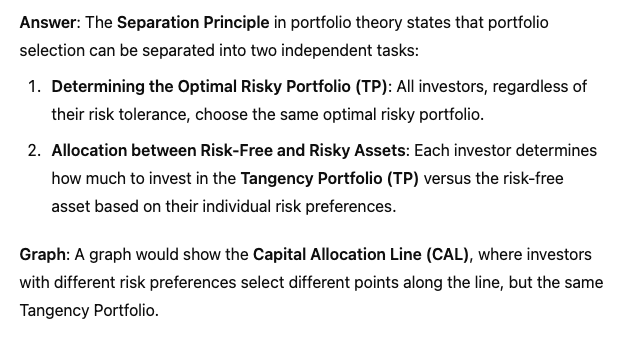 Answer: The Separation Principle in portfolio theory states that portfolio
selection can be separated into two independent tasks:
1. Determining the Optimal Risky Portfolio (TP): All investors, regardless of
their risk tolerance, choose the same optimal risky portfolio.
2. Allocation between Risk-Free and Risky Assets: Each investor determines
how much to invest in the Tangency Portfolio (TP) versus the risk-free
asset based on their individual risk preferences.
Graph: A graph would show the Capital Allocation Line (CAL), where investors
with different risk preferences select different points along the line, but the same
Tangency Portfolio.